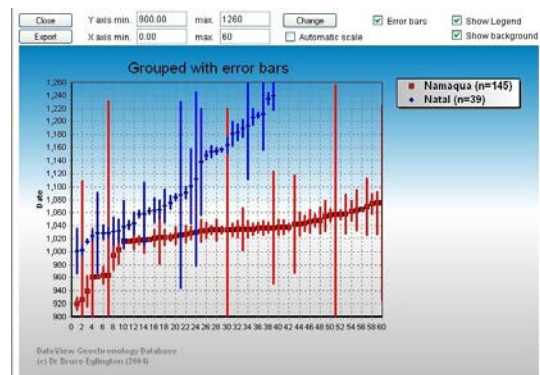 Close Y axis min. 900.00 max. 1260 Change Error bars Show Legend
Export X axis min. 0.00 max. 60 Automatic scale Show background
Grouped with error bars
Namaqua (n=145)
Natal (n=39)
1,260
1,240
1,220
1,200
1,180
1,160
1,140
1,120
1,100
1,080
1,060
1,040
1,020
1,000
980
960
940
920
900
Date
0 2 4 6 8 10 12 14 16 18 20 22 24 26 28 30 32 34 36 38 40 42 44 46 48 50 52 54 56 58 60
DateView Geochronology Database
(c) Dr Bruce Eglington (2004)